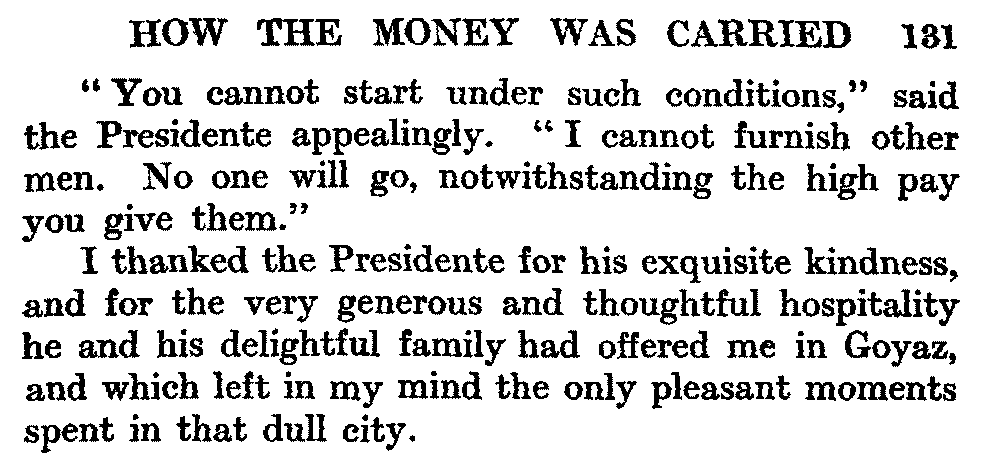 HOW THE MONEY WAS CARRIED 131
“ You cannot start under such conditions,” said
the Presidente appealingly. “ I cannot furnish other
men. No one will go, notwithstanding the high pay
you give them.”
I thanked the Presidente for his exquisite kindness,
and for the very generous and thoughtful hospitality
he and his delightful family had offered me in Goyaz,
and which left in my mind the only pleasant moments
spent in that dull city.